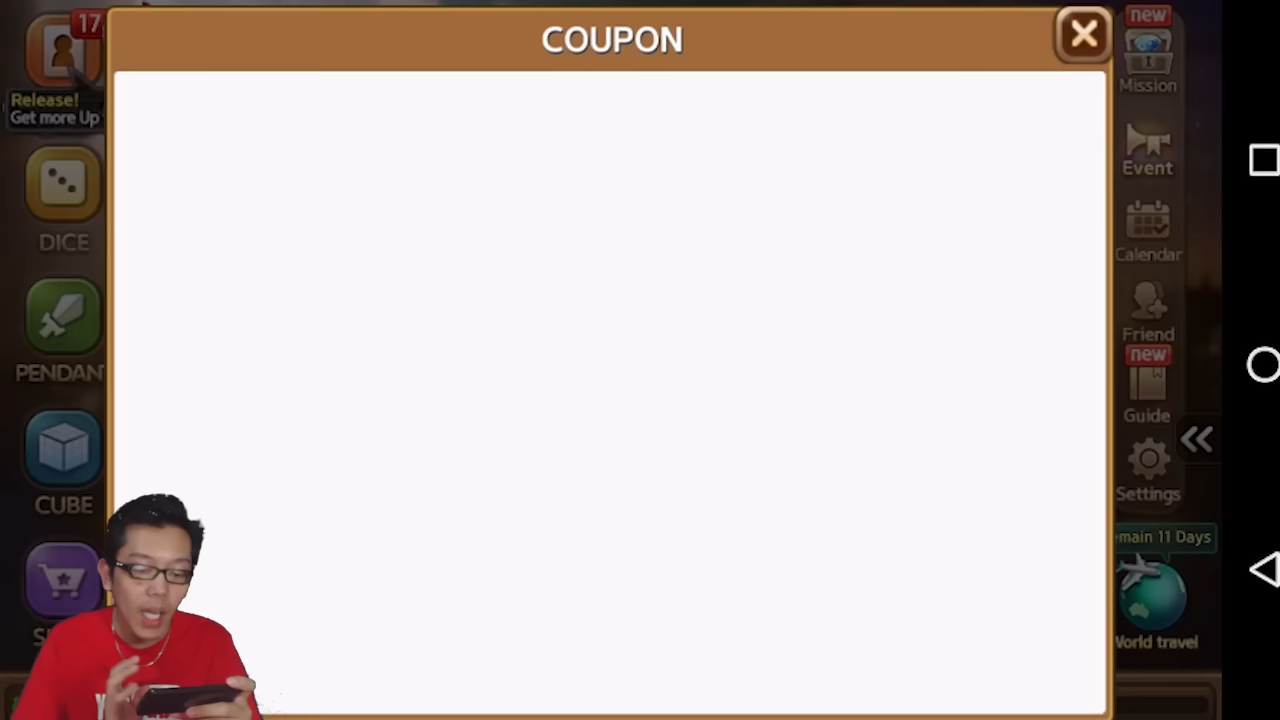 COUPON
17
Release!
Get more Up
DICE
PENDAN
CUBE
new
Mission
Event
Calendar
Friend
new
Guide
Settings
main 11 Days
World travel